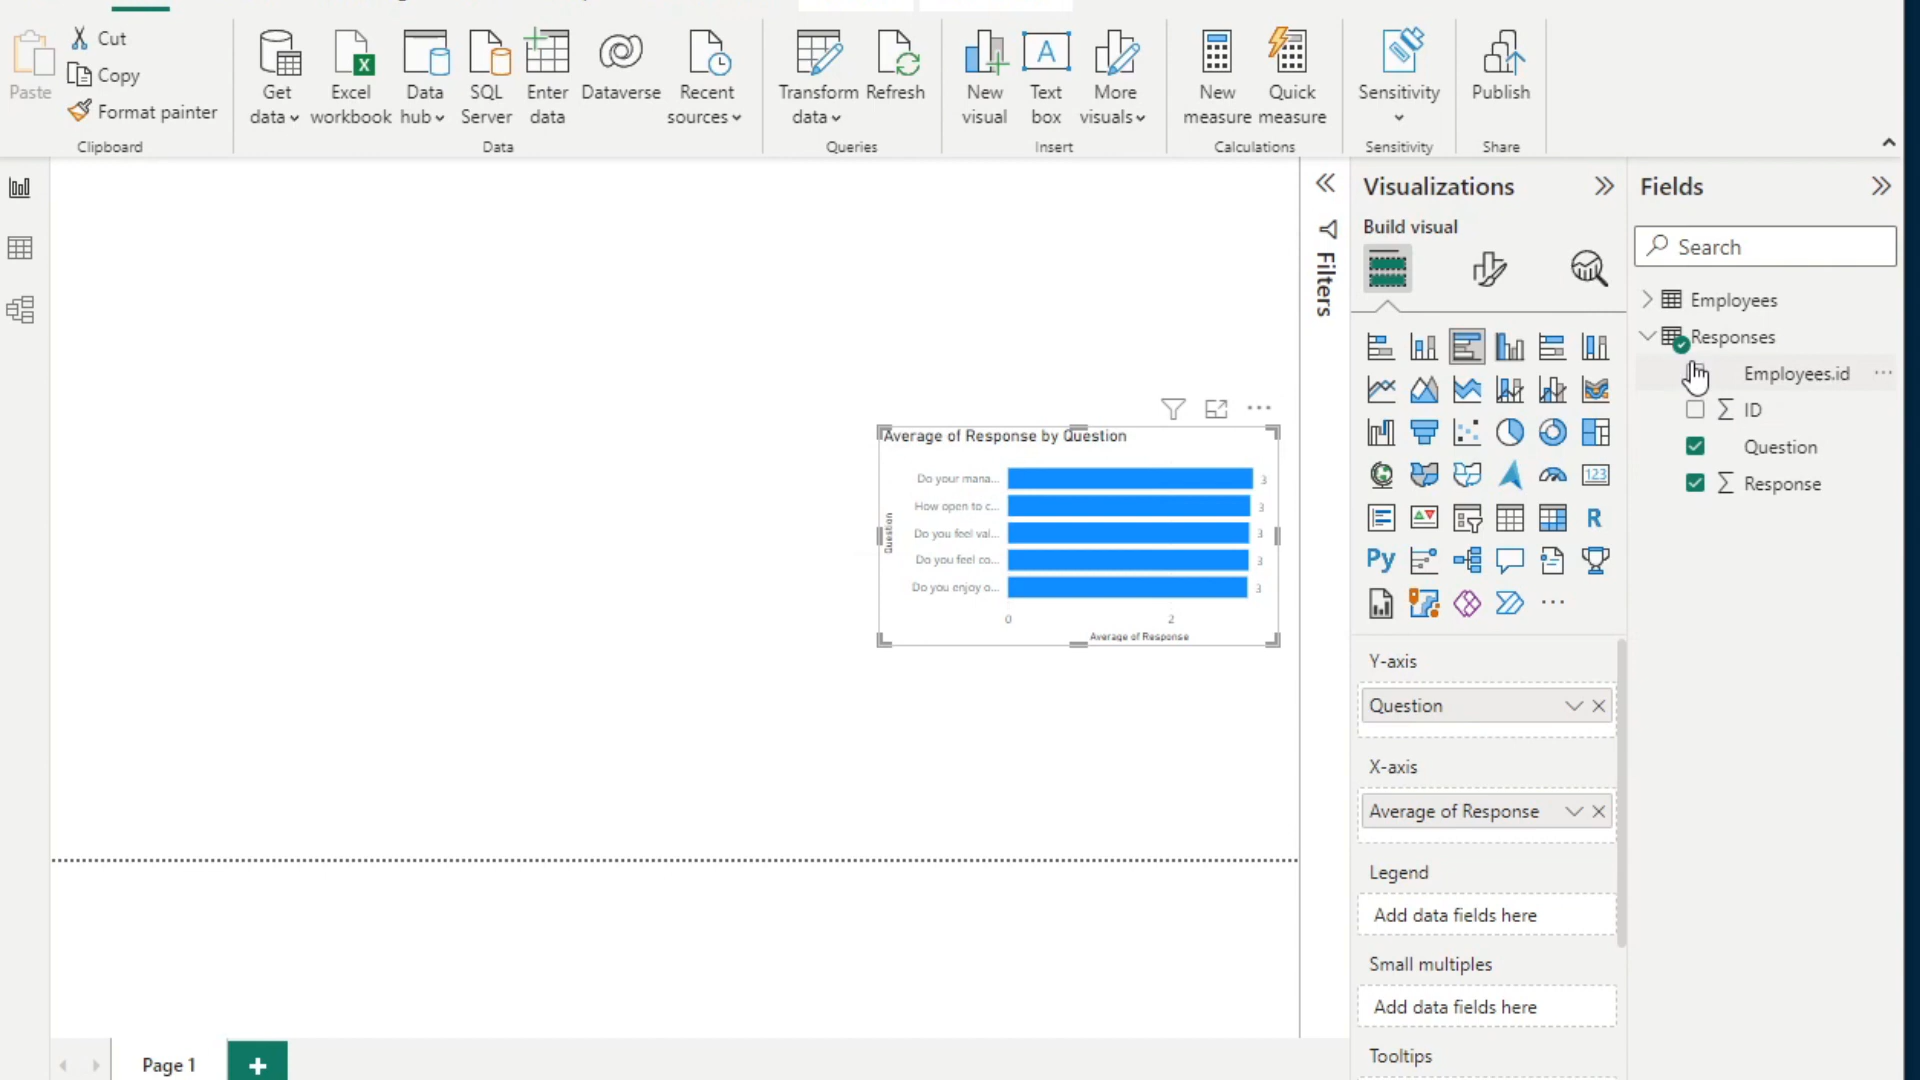 Paste
Cut
Copy
Format painter
Clipboard
Get
data
Excel
workbook
Data
hub
SQL
Server
Enter
data
Dataverse
Recent
sources
Data
Transform
data
Refresh
Queries
New
visual
Text
box
More
visuals
Insert
New
measure
Quick
measure
Calculations
Sensitivity
Sensitivity
Publish
Share
Filters
Visualizations
Build visual
Fields
Search
Employees
Responses
Employees.id
ID
Question
Response
R
Py
123
Average of Response by Question
Question
Do your mana... 3
How open to c... 3
Do you feel val... 3
Do you feel co... 3
Do you enjoy o... 3
0 2
Average of Response
Y-axis
Question
X-axis
Average of Response
Legend
Add data fields here
Small multiples
Add data fields here
Tooltips
Page 1